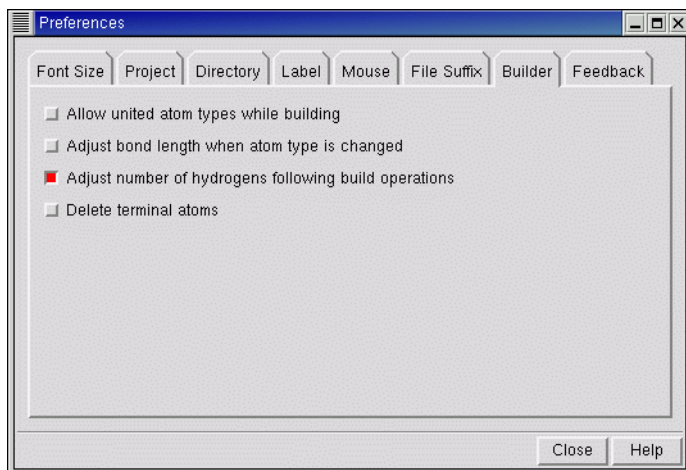 Preferences
Font Size Project Directory Label Mouse File Suffix Builder Feedback
Allow united atom types while building
Adjust bond length when atom type is changed
Adjust number of hydrogens following build operations
Delete terminal atoms
Close Help